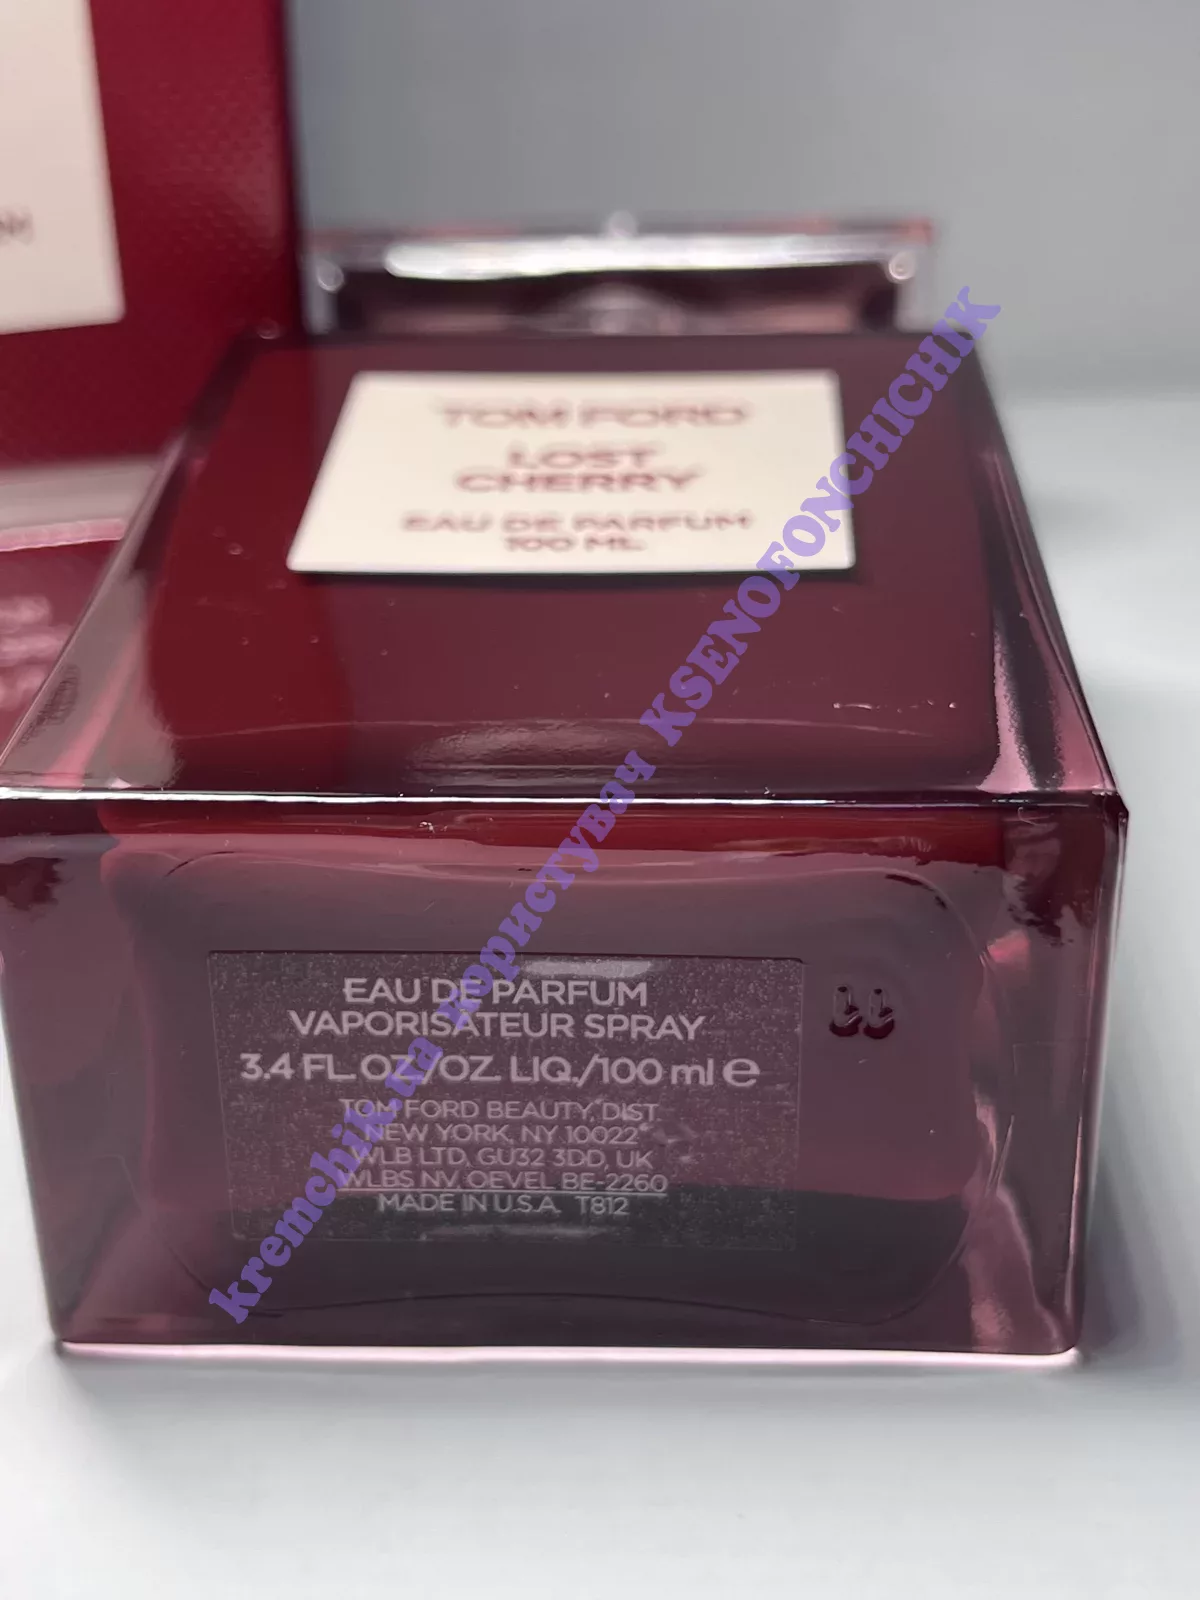 TOM FORD
LOST
CHERRY
EAU DE PARFUM
100 ML
EAU DE PARFUM
VAPORISATEUR SPRAY
3.4 FL.OZ./OZ. LIQ./100 ml e
TOM FORD BEAUTY, DIST.
NEW YORK, NY 10022
WLB LTD, GU32 3DD, UK
WLBS NV, OEVEL BE-2260
MADE IN U.S.A. T812
11
kremchik.ua користувач KSENOFONCHICHIK